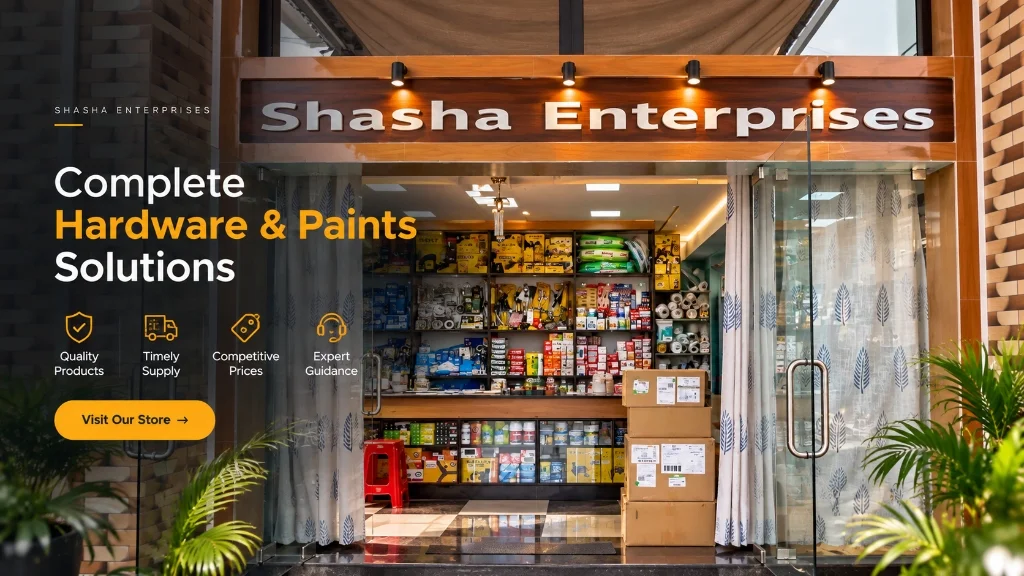 SHASHA ENTERPRISES
Shasha Enterprises
Complete
Hardware & Paints
Solutions
Quality
Products
Timely
Supply
Competitive
Prices
Expert
Guidance
Visit Our Store →